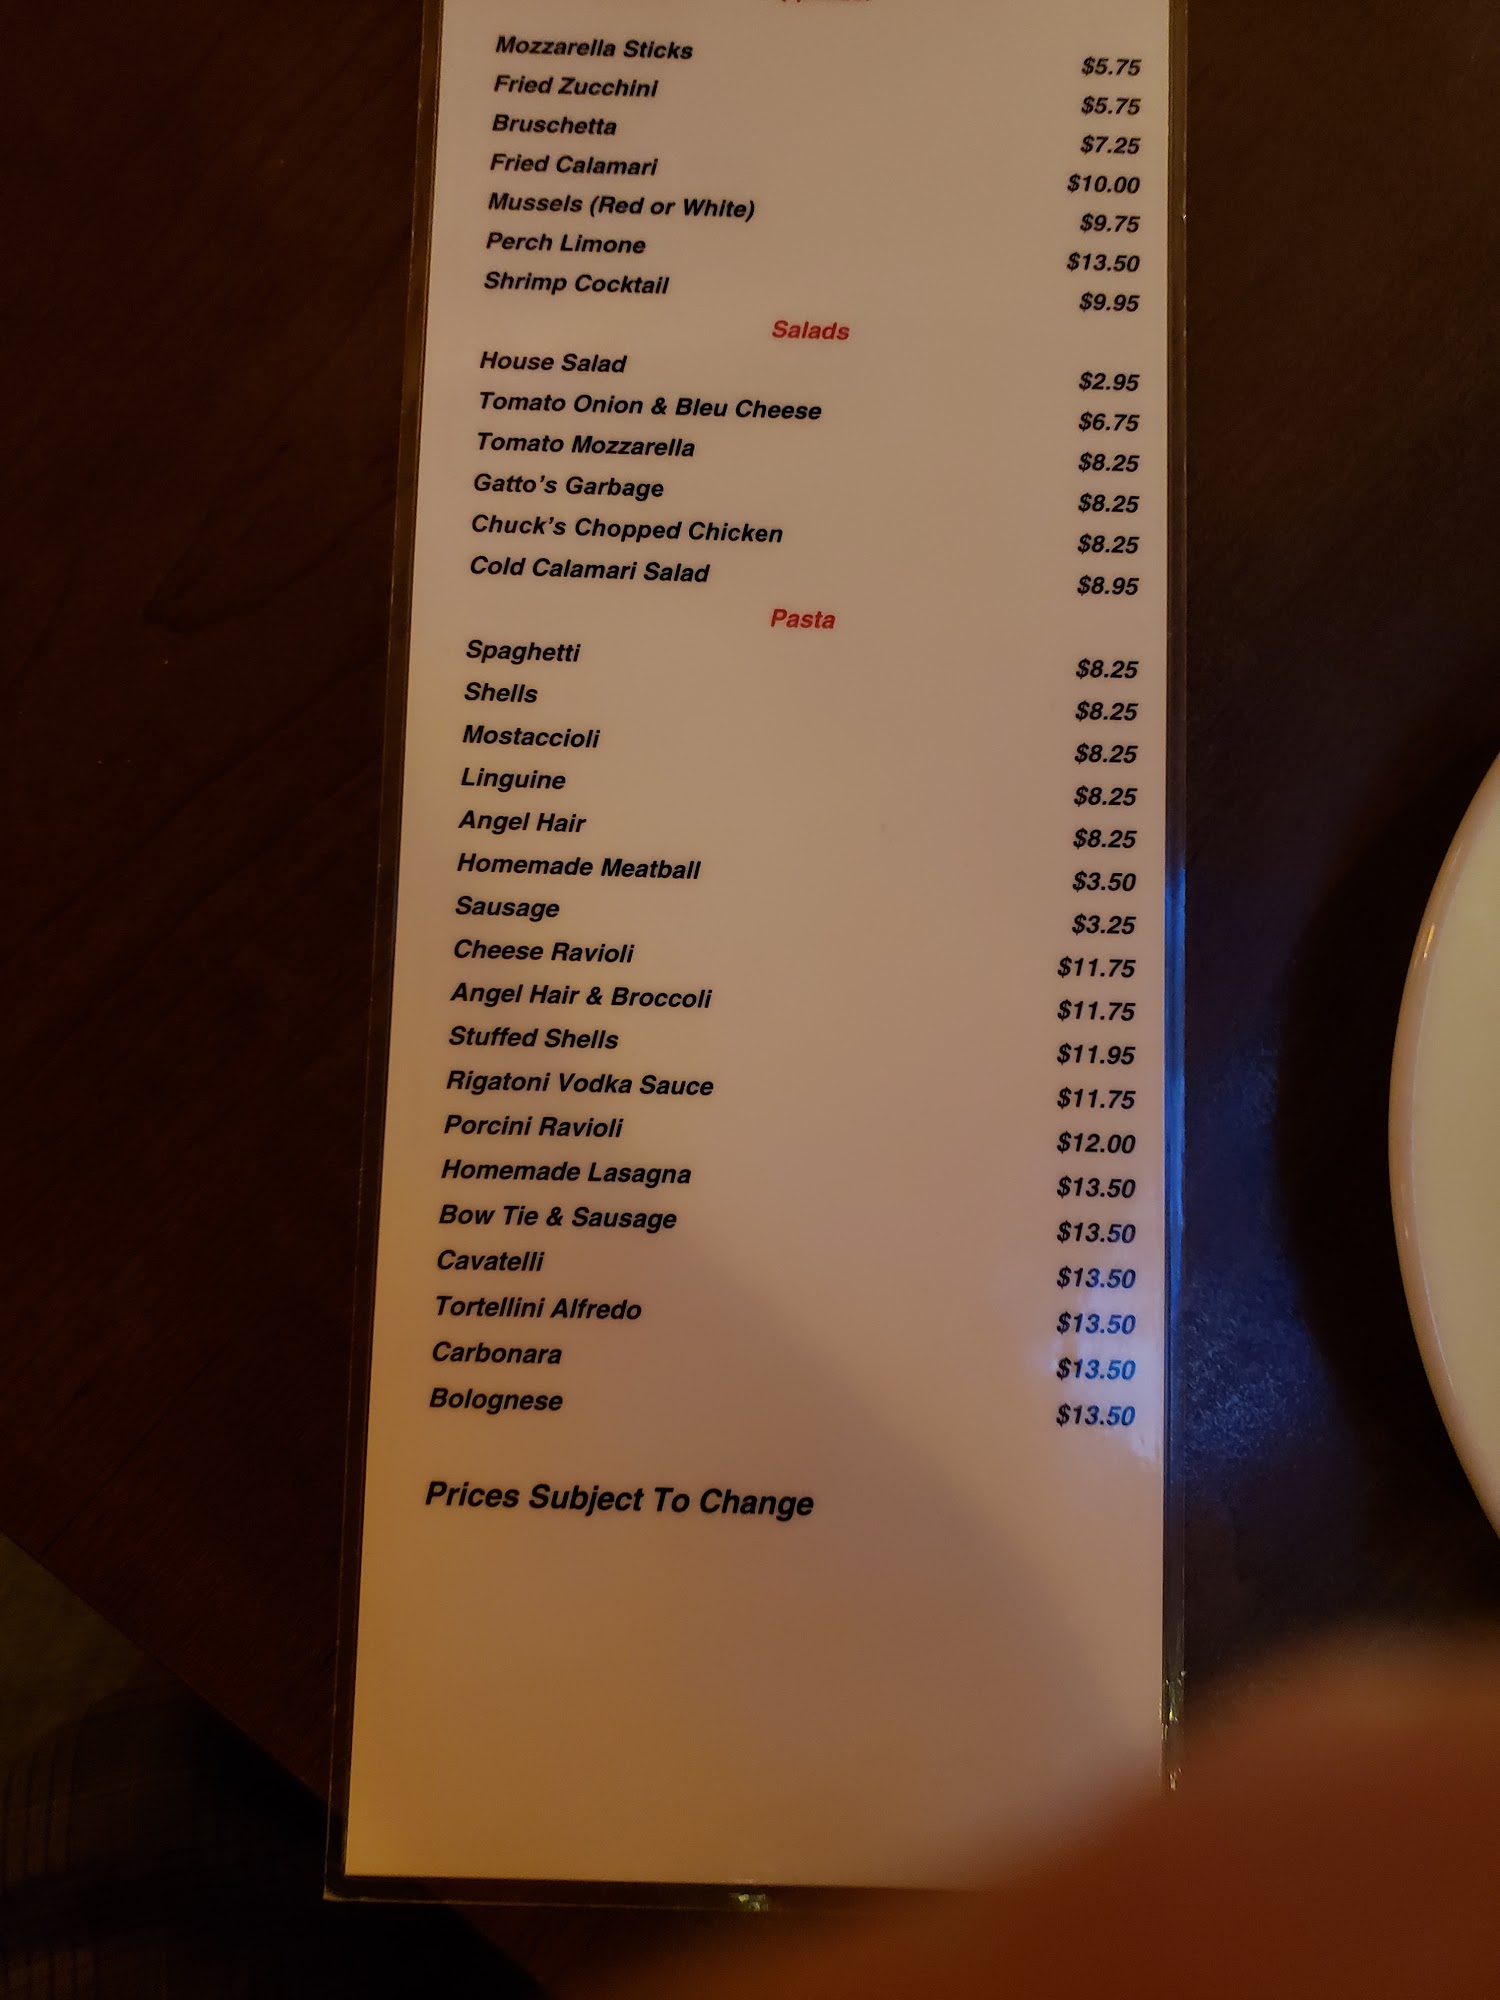 Mozzarella Sticks $5.75
Fried Zucchini $5.75
Bruschetta $7.25
Fried Calamari $10.00
Mussels (Red or White) $9.75
Perch Limone $13.50
Shrimp Cocktail $9.95
Salads
House Salad $2.95
Tomato Onion & Bleu Cheese $6.75
Tomato Mozzarella $8.25
Gatto's Garbage $8.25
Chuck's Chopped Chicken $8.25
Cold Calamari Salad $8.95
Pasta
Spaghetti $8.25
Shells $8.25
Mostaccioli $8.25
Linguine $8.25
Angel Hair $8.25
Homemade Meatball $3.50
Sausage $3.25
Cheese Ravioli $11.75
Angel Hair & Broccoli $11.75
Stuffed Shells $11.95
Rigatoni Vodka Sauce $11.75
Porcini Ravioli $12.00
Homemade Lasagna $13.50
Bow Tie & Sausage $13.50
Cavatelli $13.50
Tortellini Alfredo $13.50
Carbonara $13.50
Bolognese $13.50
Prices Subject To Change